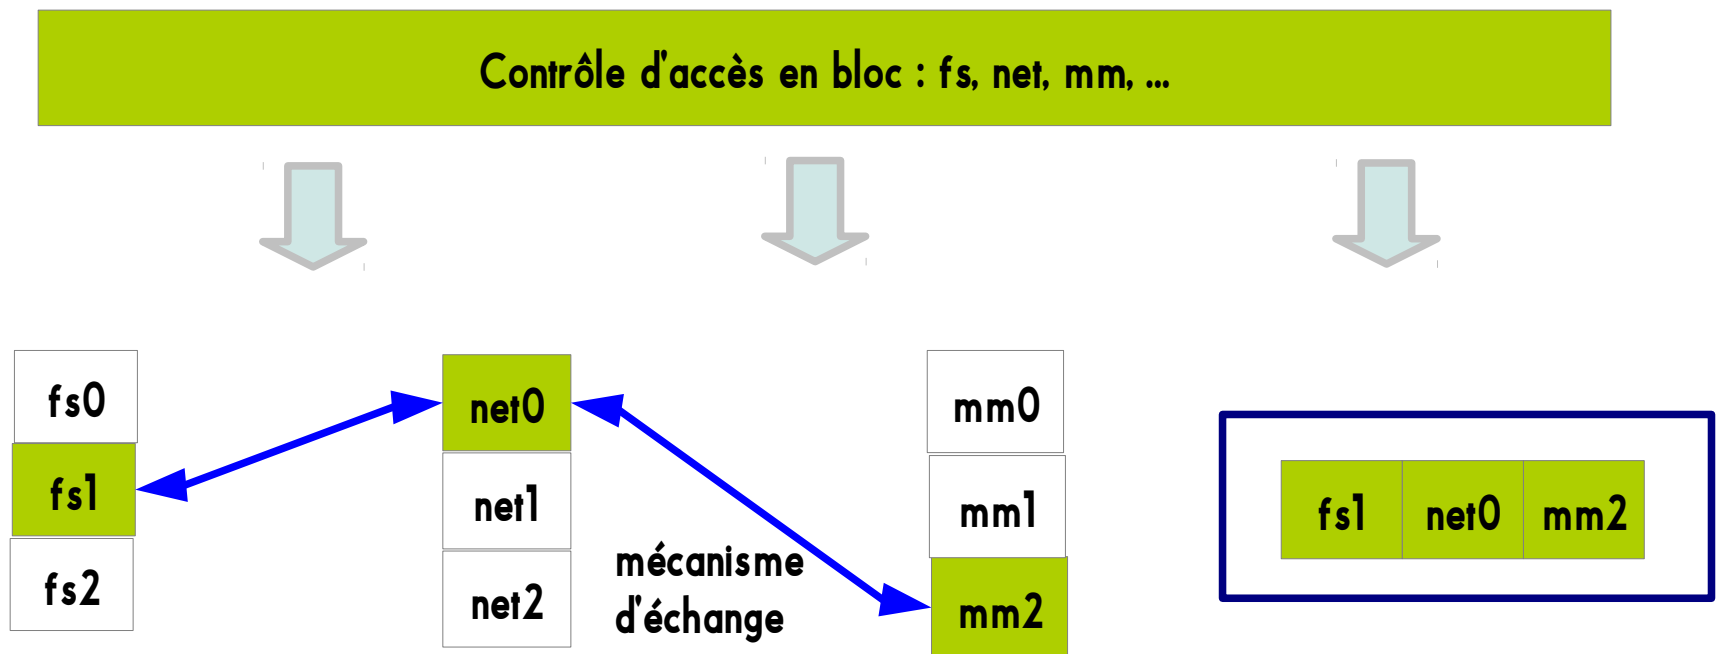 Contrôle d'accès en bloc : fs, net, mm, ...
fs0
fs1
fs2
net0
net1
net2
mécanisme
d'échange
mm0
mm1
mm2
fs1 net0 mm2